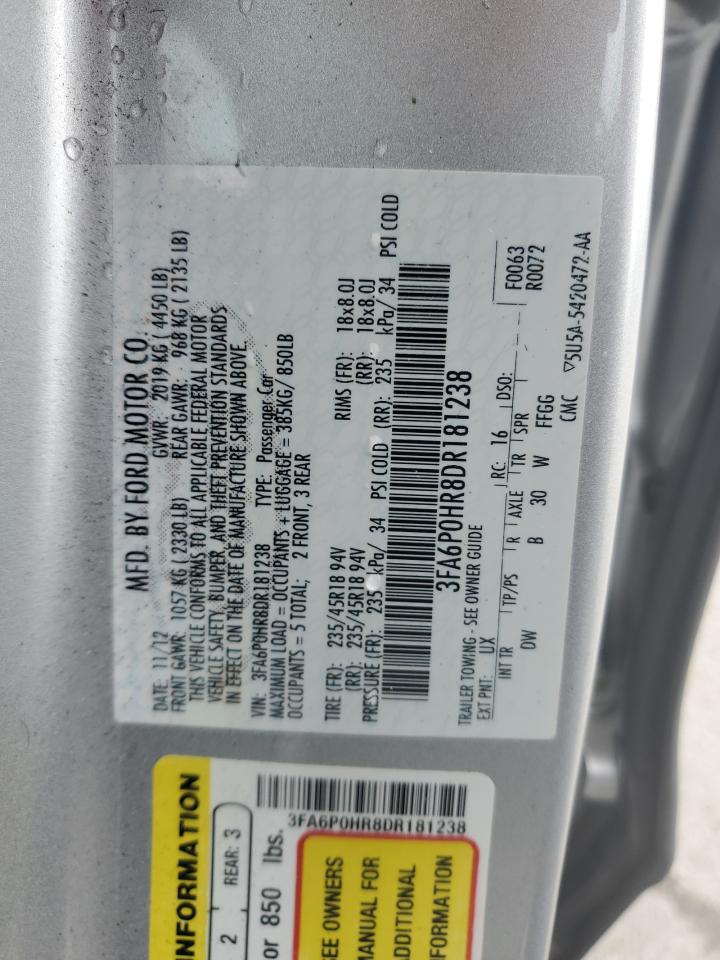 MFD. BY FORD MOTOR CO.
DATE: 11/12 GVWR: 2019 KG ( 4450 LB)
FRONT GAWR: 1057 KG ( 2330 LB) REAR GAWR: 968 KG ( 2135 LB)
THIS VEHICLE CONFORMS TO ALL APPLICABLE FEDERAL MOTOR
VEHICLE SAFETY, BUMPER, AND THEFT PREVENTION STANDARDS
IN EFFECT ON THE DATE OF MANUFACTURE SHOWN ABOVE.
VIN: 3FA6P0HR8DR181238 TYPE: Passenger Car
MAXIMUM LOAD = OCCUPANTS + LUGGAGE = 385KG/ 850LB
OCCUPANTS = 5 TOTAL; 2 FRONT, 3 REAR
TIRE (FR): 235/45R18 94V RIMS (FR): 18x8.0J
(RR): 235/45R18 94V (RR): 18x8.0J
PRESSURE (FR): 235 kPa/ 34 PSI COLD (RR): 235 kPa/ 34 PSI COLD
3FA6P0HR8DR181238
TRAILER TOWING - SEE OWNER GUIDE
EXT PNT: UX RC: 16 DSO: F0063
R0072
INT TR TP/PS R AXLE TR SPR
DW B 30 W FFGG
CMC ▽5U5A-5420472-AA
INFORMATION
2 REAR: 3
or 850 lbs.
3FA6P0HR8DR181238
SEE OWNERS
MANUAL FOR
ADDITIONAL
INFORMATION